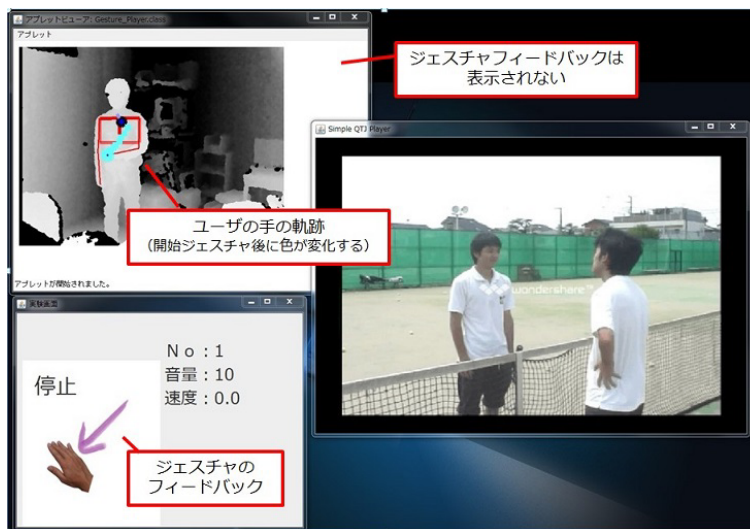 アプレットビューア: Gesture_Player.class
アプレット
ジェスチャフィードバックは
表示されない
Simple QTJ Player
ユーザの手の軌跡
（開始ジェスチャ後に色が変化する）
wondershare™
アプレットが開始されました。
実験画面
No：1
音量：10
速度：0.0
停止
ジェスチャの
フィードバック